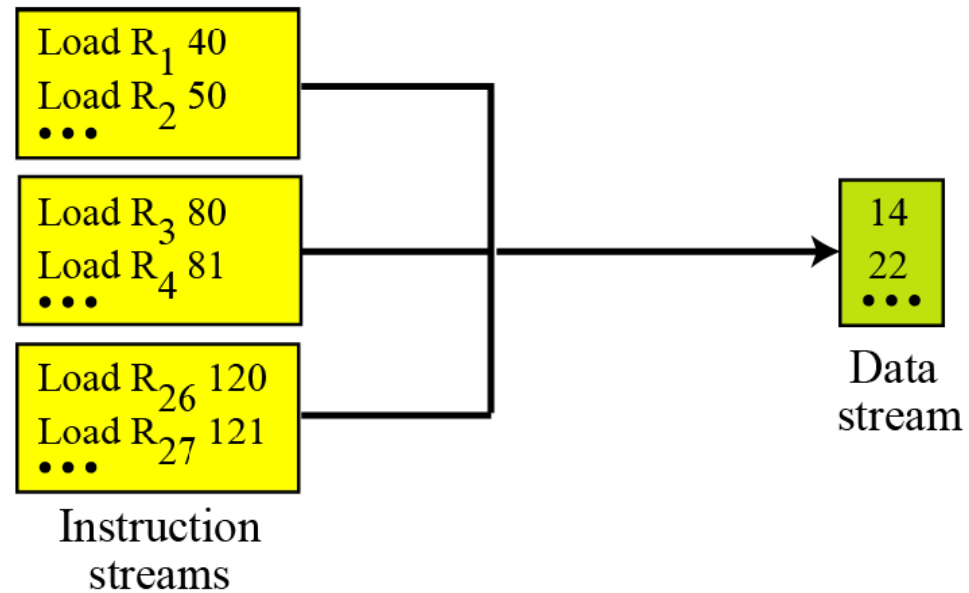 Load R1 40
Load R2 50
•••
Load R3 80
Load R4 81
•••
Load R26 120
Load R27 121
•••
Instruction
streams
14
22
•••
Data
stream